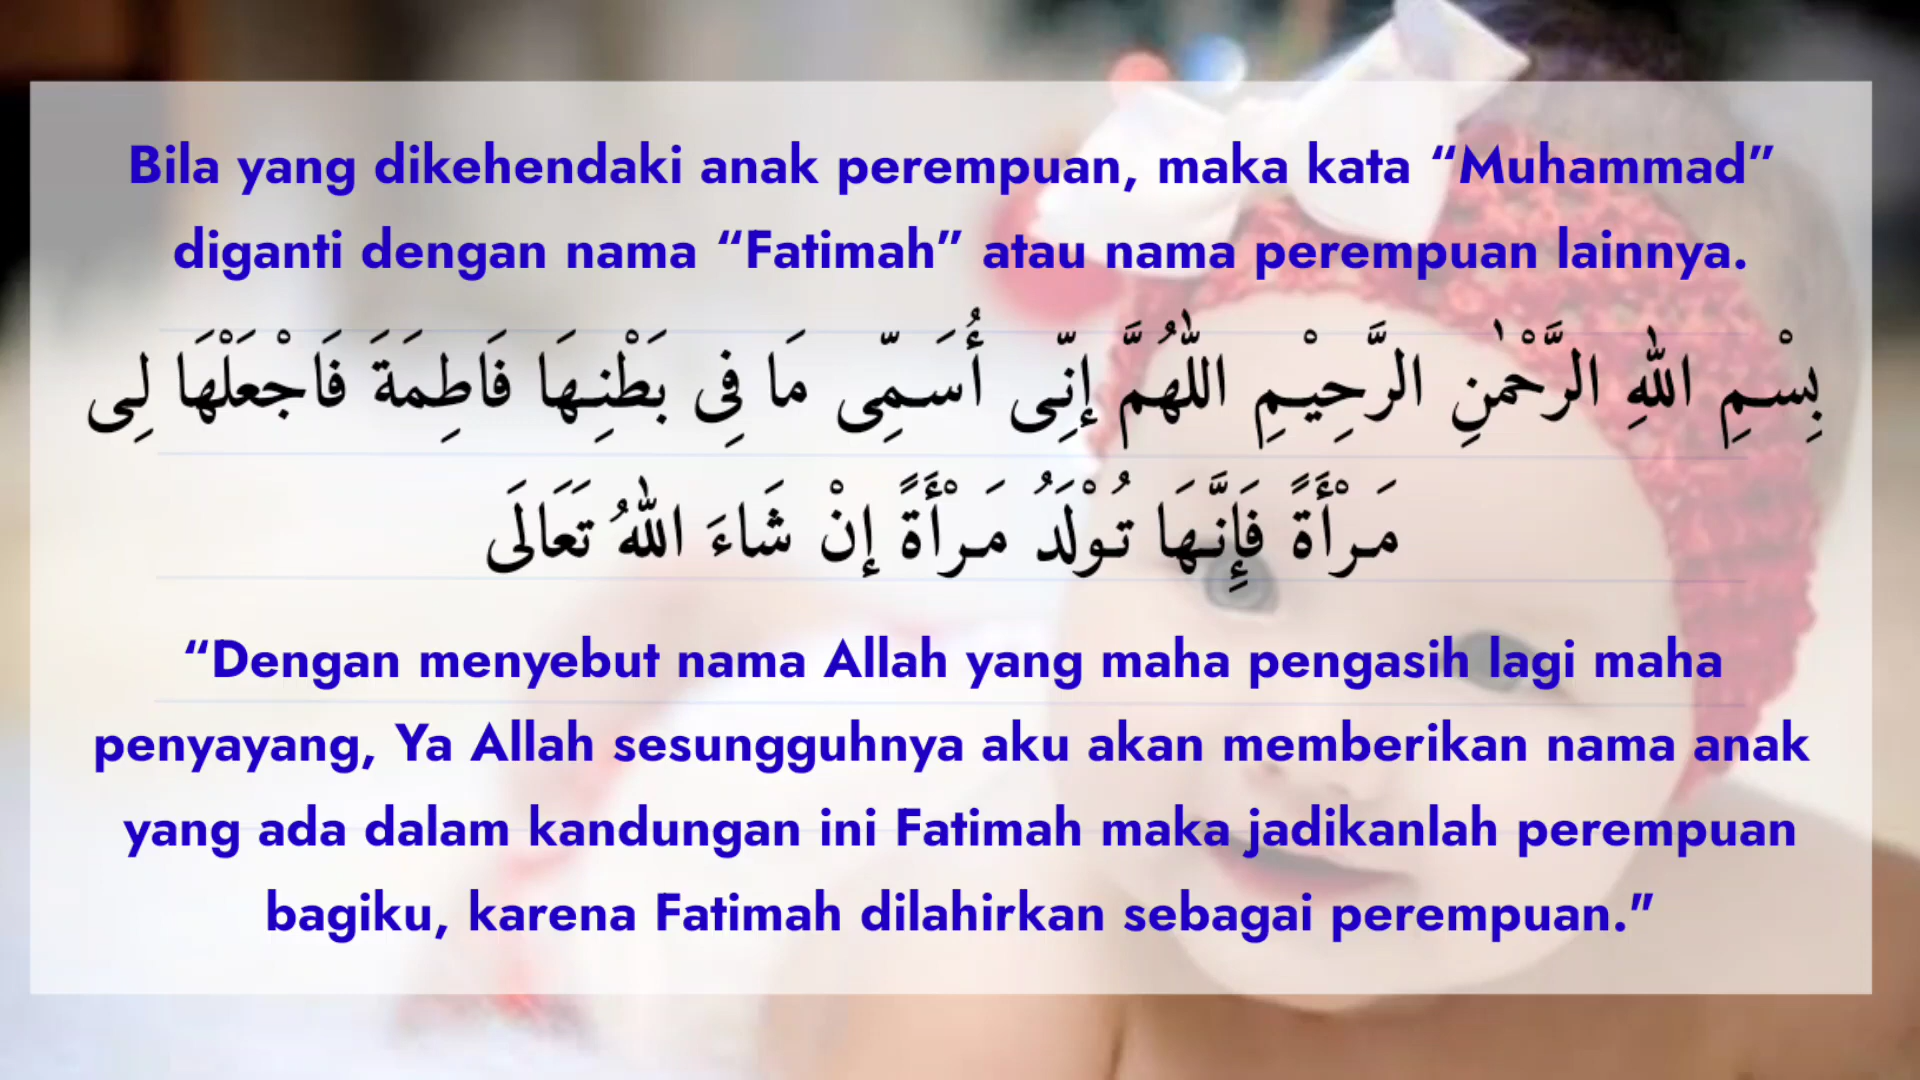 Bila yang dikehendaki anak perempuan, maka kata “Muhammad”
diganti dengan nama “Fatimah” atau nama perempuan lainnya.
بِسْمِ اللّٰهِ الرَّحْمٰنِ الرَّحِيْمِ اللّٰهُمَّ إِنِّى أُسَمِّى مَا فِى بَطْنِهَا فَاطِمَةَ فَاجْعَلْهَا لِى
مَرْأَةً فَإِنَّهَا تُوْلَدُ مَرْأَةً إِنْ شَاءَ اللّٰهُ تَعَالَى
“Dengan menyebut nama Allah yang maha pengasih lagi maha
penyayang, Ya Allah sesungguhnya aku akan memberikan nama anak
yang ada dalam kandungan ini Fatimah maka jadikanlah perempuan
bagiku, karena Fatimah dilahirkan sebagai perempuan."